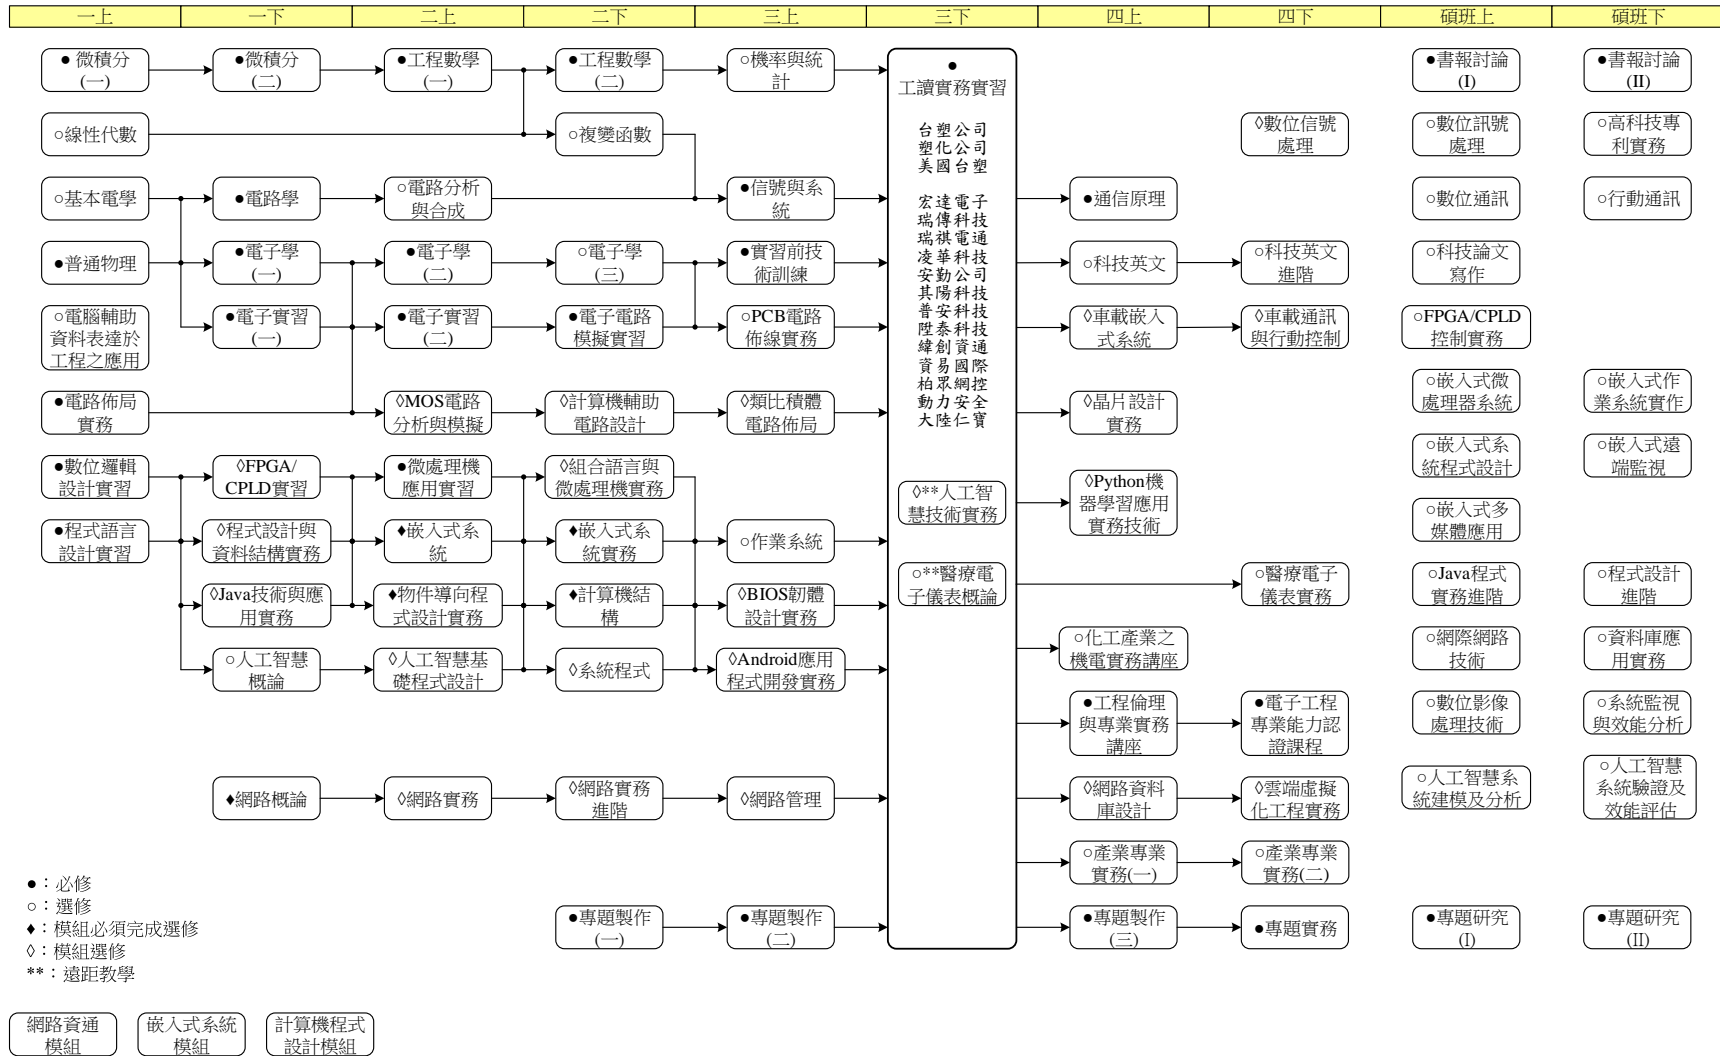 一上
一下
二上
二下
三上
三下
四上
四下
碩班上
碩班下
● 微積分
(一)
○線性代數
○基本電學
●普通物理
○電腦輔助
資料表達於
工程之應用
●電路佈局
實務
●數位邏輯
設計實習
●程式語言
設計實習
●微積分
(二)
●電路學
●電子學
(一)
●電子實習
(一)
◊FPGA/
CPLD實習
◊程式設計與
資料結構實務
◊Java技術與應
用實務
○人工智慧
概論
♦網路概論
●工程數學
(一)
○電路分析
與合成
●電子學
(二)
●電子實習
(二)
◊MOS電路
分析與模擬
●微處理機
應用實習
♦嵌入式系
統
♦物件導向程
式設計實務
◊人工智慧基
礎程式設計
◊網路實務
●工程數學
(二)
○複變函數
○電子學
(三)
●電子電路
模擬實習
◊計算機輔助
電路設計
◊組合語言與
微處理機實務
♦嵌入式系
統實務
♦計算機結
構
◊系統程式
◊網路實務
進階
●專題製作
(一)
○機率與統
計
●信號與系
統
●實習前技
術訓練
○PCB電路
佈線實務
◊類比積體
電路佈局
○作業系統
◊BIOS韌體
設計實務
◊Android應用
程式開發實務
◊網路管理
●專題製作
(二)
●
工讀實務實習
台塑公司
塑化公司
美國台塑
宏達電子
瑞傳科技
瑞祺電通
凌華科技
安勤公司
其陽科技
普安科技
陞泰科技
緯創資通
資易國際
柏眾網控
動力安全
大陸仁寶
◊**人工智
慧技術實務
○**醫療電
子儀表概論
●通信原理
○科技英文
◊車載嵌入
式系統
◊晶片設計
實務
◊Python機
器學習應用
實務技術
○化工產業之
機電實務講座
●工程倫理
與專業實務
講座
◊網路資料
庫設計
○產業專業
實務(一)
●專題製作
(三)
◊數位信號
處理
○科技英文
進階
◊車載通訊
與行動控制
○醫療電子
儀表實務
●電子工程
專業能力認
證課程
◊雲端虛擬
化工程實務
○產業專業
實務(二)
●專題實務
●書報討論
(I)
○數位訊號
處理
○數位通訊
○科技論文
寫作
○FPGA/CPLD
控制實務
○嵌入式微
處理器系統
○嵌入式系
統程式設計
○嵌入式多
媒體應用
○Java程式
實務進階
○網際網路
技術
○數位影像
處理技術
○人工智慧系
統建模及分析
●專題研究
(I)
●書報討論
(II)
○高科技專
利實務
○行動通訊
○嵌入式作
業系統實作
○嵌入式遠
端監視
○程式設計
進階
○資料庫應
用實務
○系統監視
與效能分析
○人工智慧
系統驗證及
效能評估
●專題研究
(II)
●：必修
○：選修
♦：模組必須完成選修
◊：模組選修
**：遠距教學
網路資通
模組
嵌入式系統
模組
計算機程式
設計模組